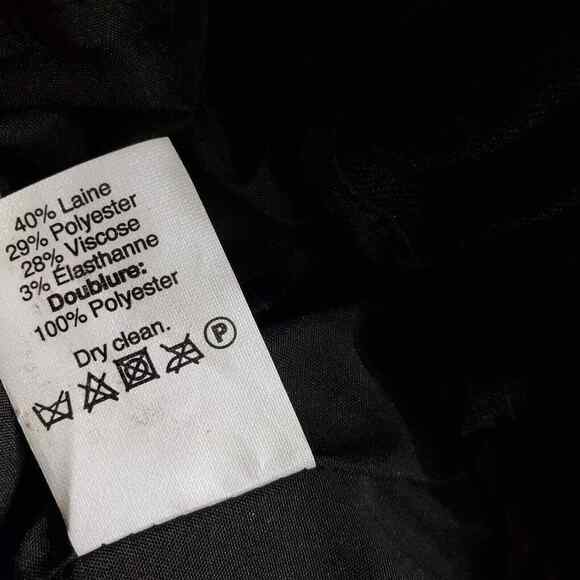 40% Laine
29% Polyester
28% Viscose
3% Élasthanne
Doublure:
100% Polyester
Dry clean.
P